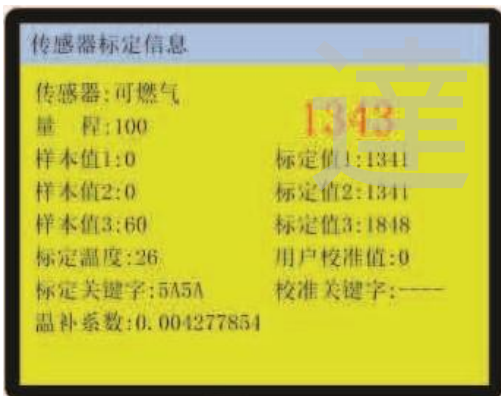 传感器标定信息
传感器:可燃气
量 程:100
1343
样本值1:0 标定值1:1341
样本值2:0 标定值2:1341
样本值3:60 标定值3:1848
标定温度:26 用户校准值:0
标定关键字:5A5A 校准关键字:----
温补系数:0.004277854
達